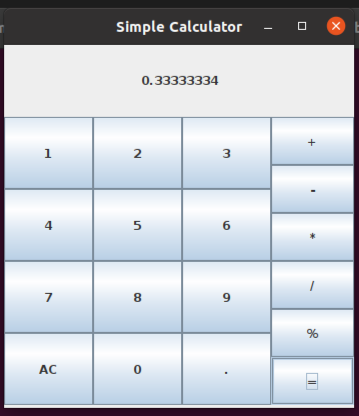 Simple Calculator
0.33333334
1 2 3 +
-
4 5 6 *
7 8 9 /
%
AC 0 . =